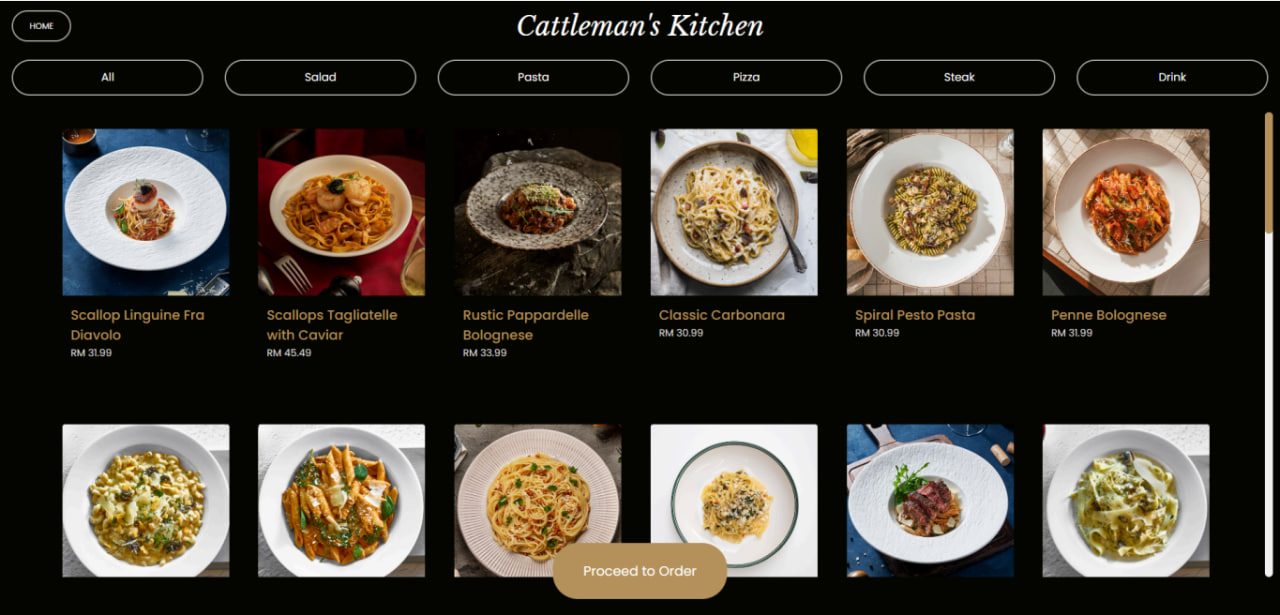 HOME
Cattleman's Kitchen
All
Salad
Pasta
Pizza
Steak
Drink
Scallop Linguine Fra
Diavolo
RM 31.99
Scallops Tagliatelle
with Caviar
RM 45.49
Rustic Pappardelle
Bolognese
RM 33.99
Classic Carbonara
RM 30.99
Spiral Pesto Pasta
RM 30.99
Penne Bolognese
RM 31.99
Proceed to Order